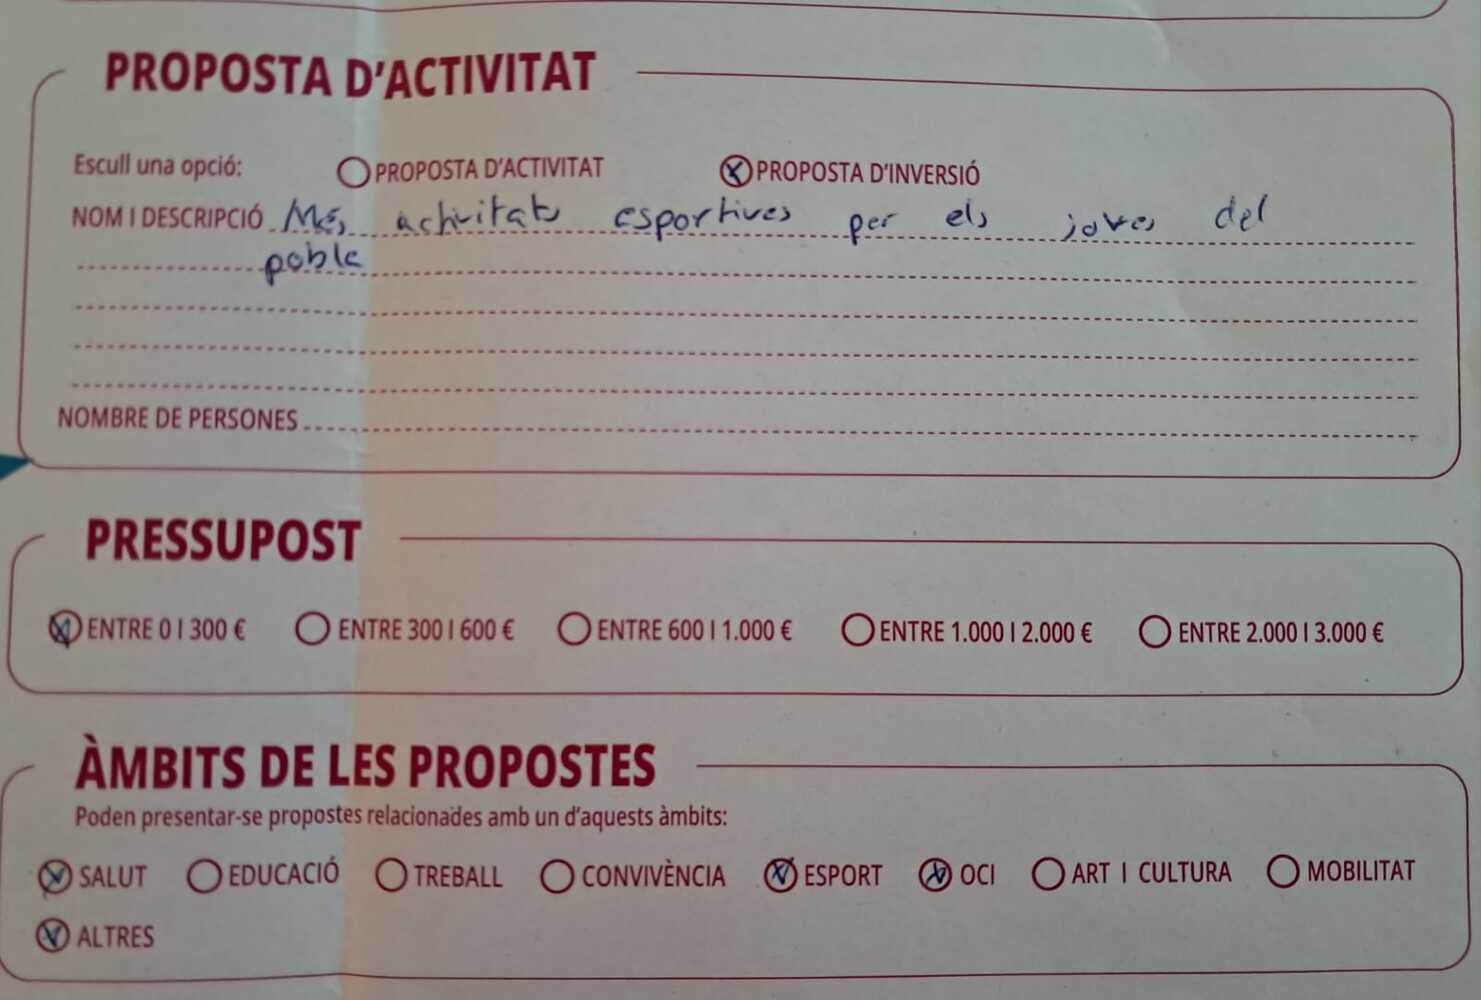 PROPOSTA D'ACTIVITAT
Escull una opció: PROPOSTA D'ACTIVITAT PROPOSTA D'INVERSIÓ
NOM I DESCRIPCIÓ Més activitats esportives per els joves del
poble
NOMBRE DE PERSONES
PRESSUPOST
ENTRE 0 I 300 € ENTRE 300 I 600 € ENTRE 600 I 1.000 € ENTRE 1.000 I 2.000 € ENTRE 2.000 I 3.000 €
ÀMBITS DE LES PROPOSTES
Poden presentar-se propostes relacionades amb un d'aquests àmbits:
SALUT EDUCACIÓ TREBALL CONVIVÈNCIA ESPORT OCI ART I CULTURA MOBILITAT
ALTRES